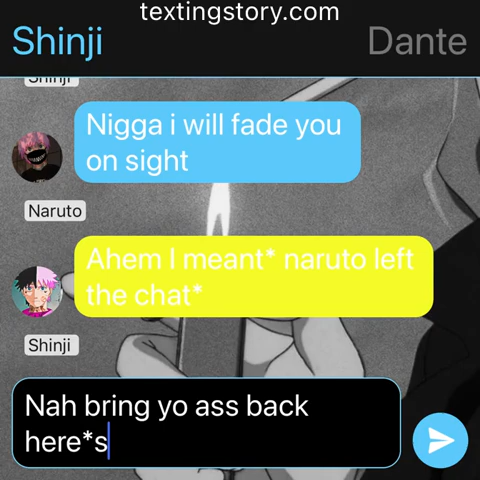 textingstory.com
Shinji
Dante
Shinji
Nigga i will fade you
on sight
Naruto
Ahem I meant* naruto left
the chat*
Shinji
Nah bring yo ass back
here*s